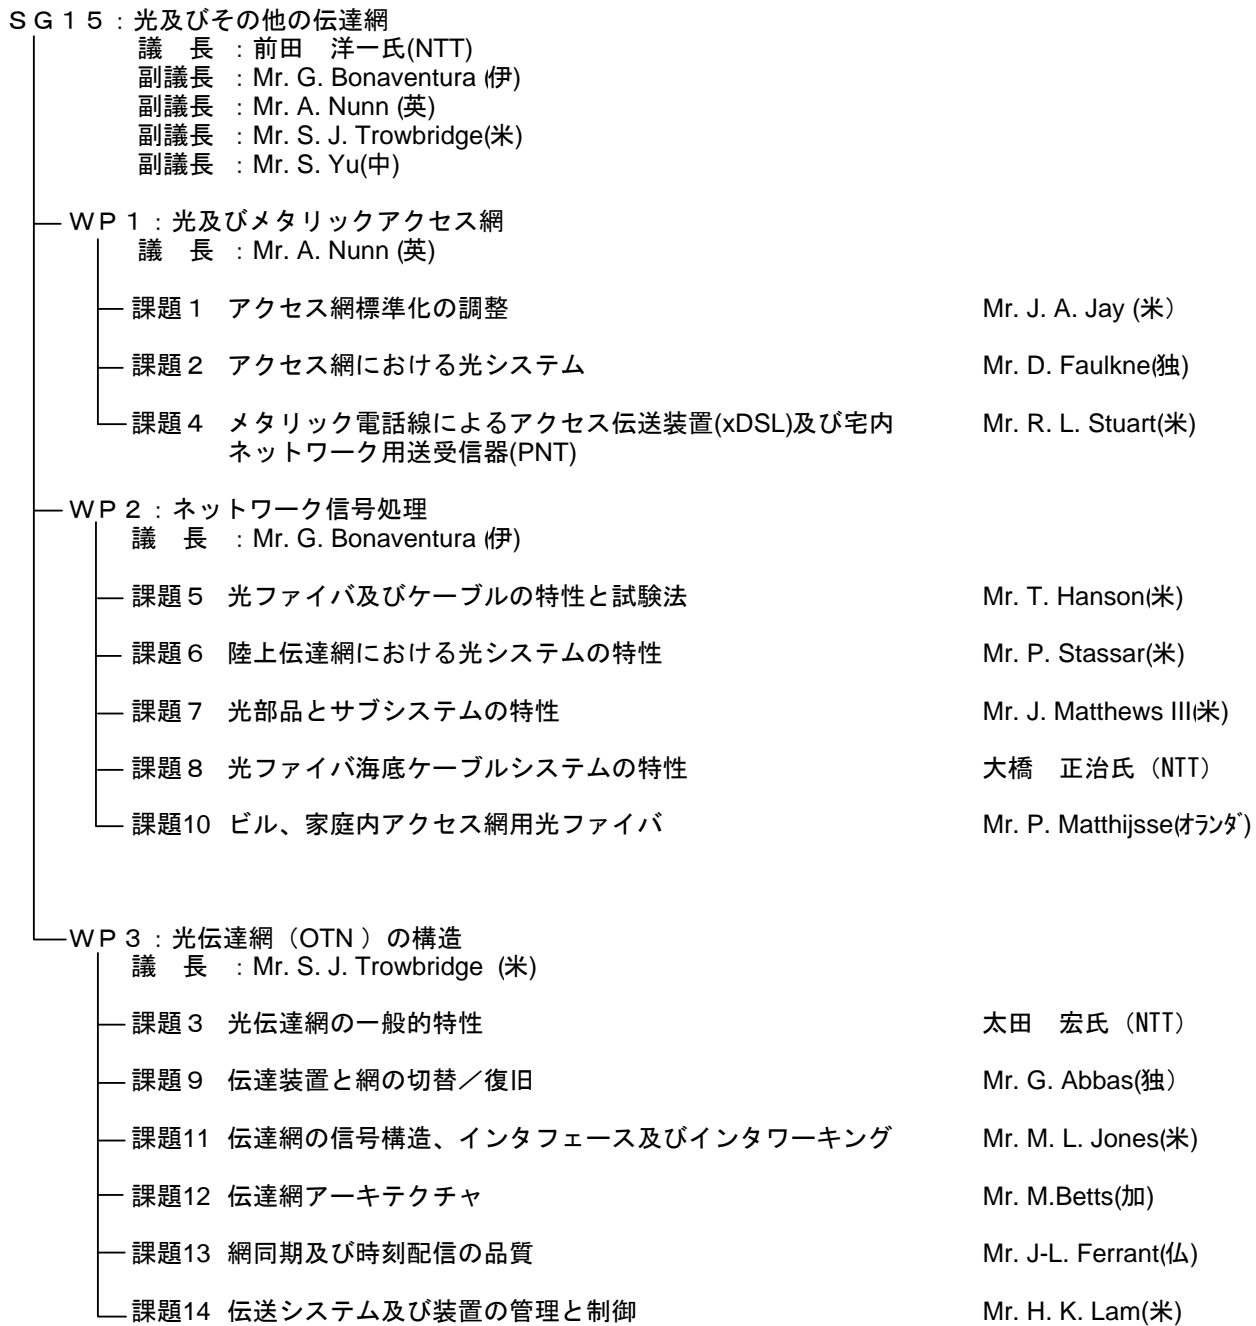 ＳＧ１５：光及びその他の伝達網
議　長　：前田　洋一氏(NTT)
副議長　：Mr. G. Bonaventura (伊)
副議長　：Mr. A. Nunn (英)
副議長　：Mr. S. J. Trowbridge(米)
副議長　：Mr. S. Yu(中)
ＷＰ１：光及びメタリックアクセス網
議　長　：Mr. A. Nunn (英)
課題１　アクセス網標準化の調整　Mr. J. A. Jay (米）
課題２　アクセス網における光システム　Mr. D. Faulkne(独)
課題４　メタリック電話線によるアクセス伝送装置(xDSL)及び宅内　Mr. R. L. Stuart(米)
ネットワーク用送受信器(PNT)
ＷＰ２：ネットワーク信号処理
議　長　：Mr. G. Bonaventura (伊)
課題５　光ファイバ及びケーブルの特性と試験法　Mr. T. Hanson(米)
課題６　陸上伝達網における光システムの特性　Mr. P. Stassar(米)
課題７　光部品とサブシステムの特性　Mr. J. Matthews III(米)
課題８　光ファイバ海底ケーブルシステムの特性　大橋　正治氏（NTT）
課題10　ビル、家庭内アクセス網用光ファイバ　Mr. P. Matthijsse(ｵﾗﾝﾀﾞ)
ＷＰ３：光伝達網（OTN ）の構造
議　長　：Mr. S. J. Trowbridge (米)
課題３　光伝達網の一般的特性　太田　宏氏（NTT）
課題９　伝達装置と網の切替／復旧　Mr. G. Abbas(独）
課題11　伝達網の信号構造、インタフェース及びインタワーキング　Mr. M. L. Jones(米)
課題12　伝達網アーキテクチャ　Mr. M.Betts(加)
課題13　網同期及び時刻配信の品質　Mr. J-L. Ferrant(仏)
課題14　伝送システム及び装置の管理と制御　Mr. H. K. Lam(米)